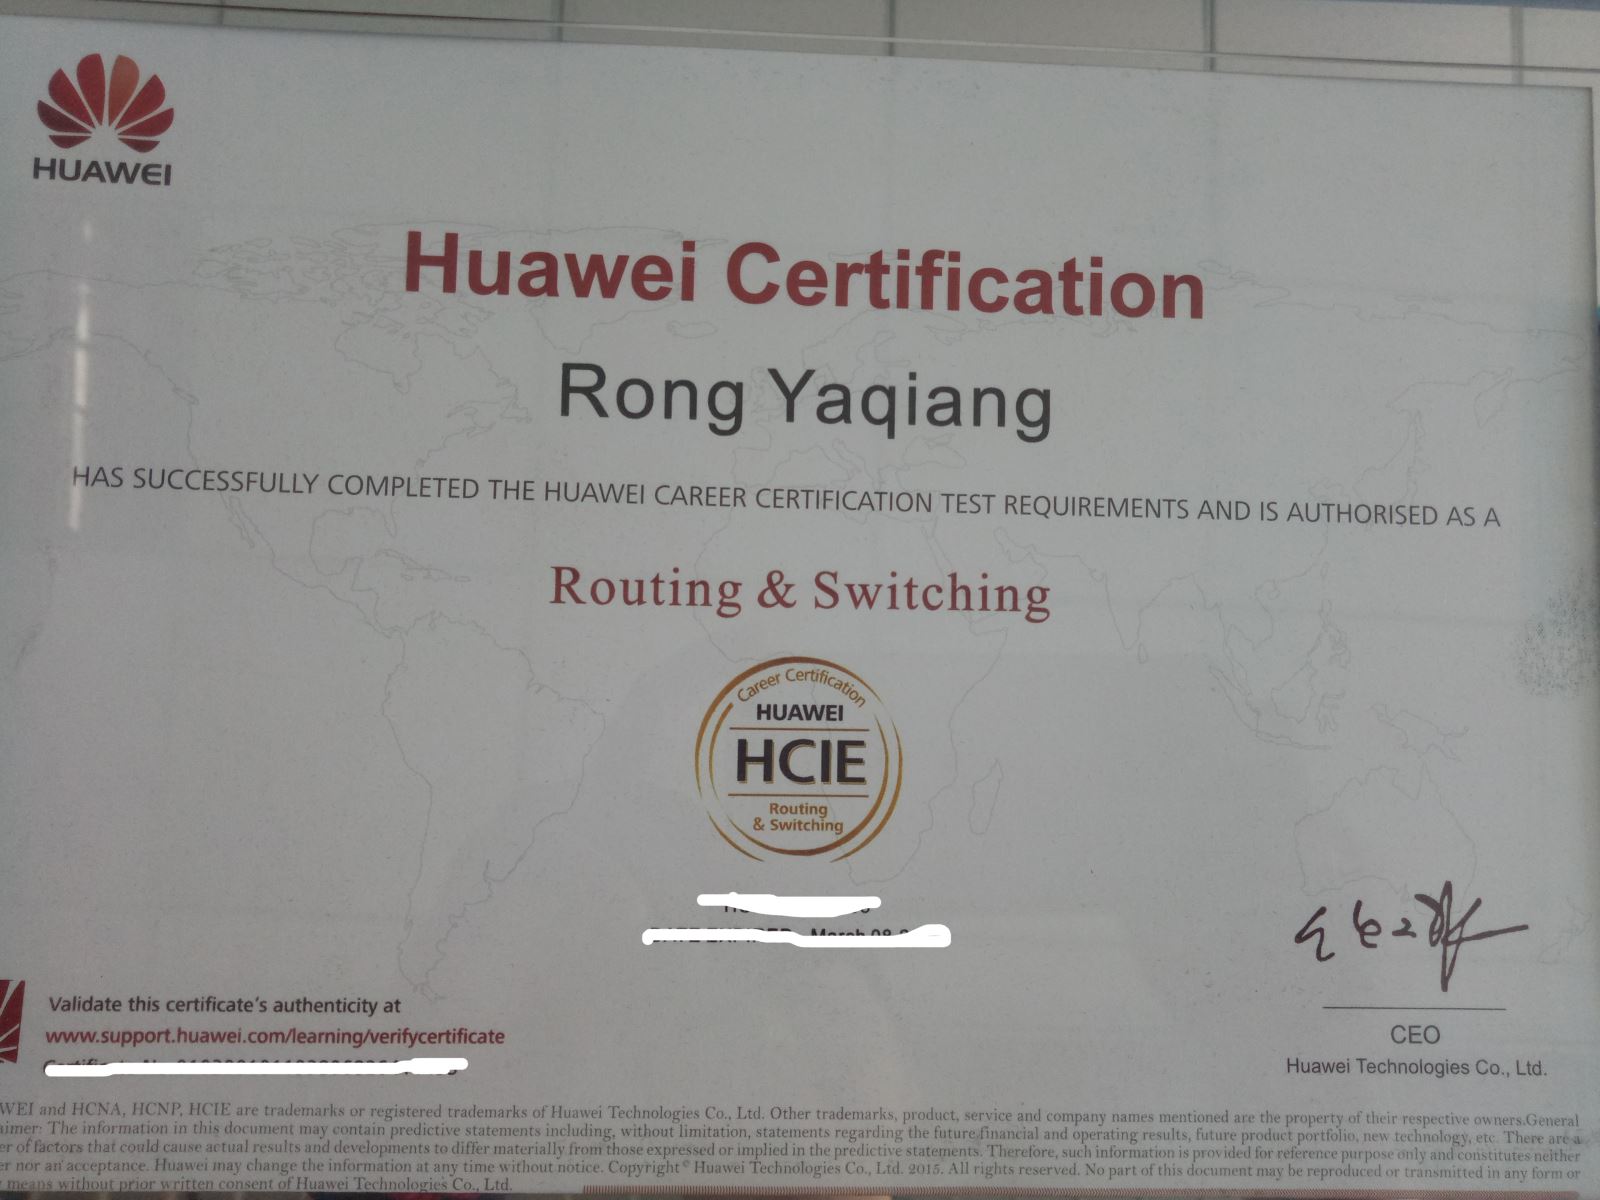 HUAWEI
Huawei Certification
Rong Yaqiang
HAS SUCCESSFULLY COMPLETED THE HUAWEI CAREER CERTIFICATION TEST REQUIREMENTS AND IS AUTHORISED AS A
Routing & Switching
Career Certification
HUAWEI
HCIE
Routing
& Switching
Validate this certificate's authenticity at
www.support.huawei.com/learning/verifycertificate
CEO
Huawei Technologies Co., Ltd.
WEI and HCNA, HCNP, HCIE are trademarks or registered trademarks of Huawei Technologies Co., Ltd. Other trademarks, product, service and company names mentioned are the property of their respective owners.General
aimer: The information in this document may contain predictive statements including, without limitation, statements regarding the future financial and operating results, future product portfolio, new technology, etc. There are a
er of factors that could cause actual results and developments to differ materially from those expressed or implied in the predictive statements. Therefore, such information is provided for reference purpose only and constitutes neither
er nor an acceptance. Huawei may change the information at any time without notice. Copyright © Huawei Technologies Co., Ltd. 2015. All rights reserved. No part of this document may be reproduced or transmitted in any form or
means without prior written consent of Huawei Technologies Co., Ltd.